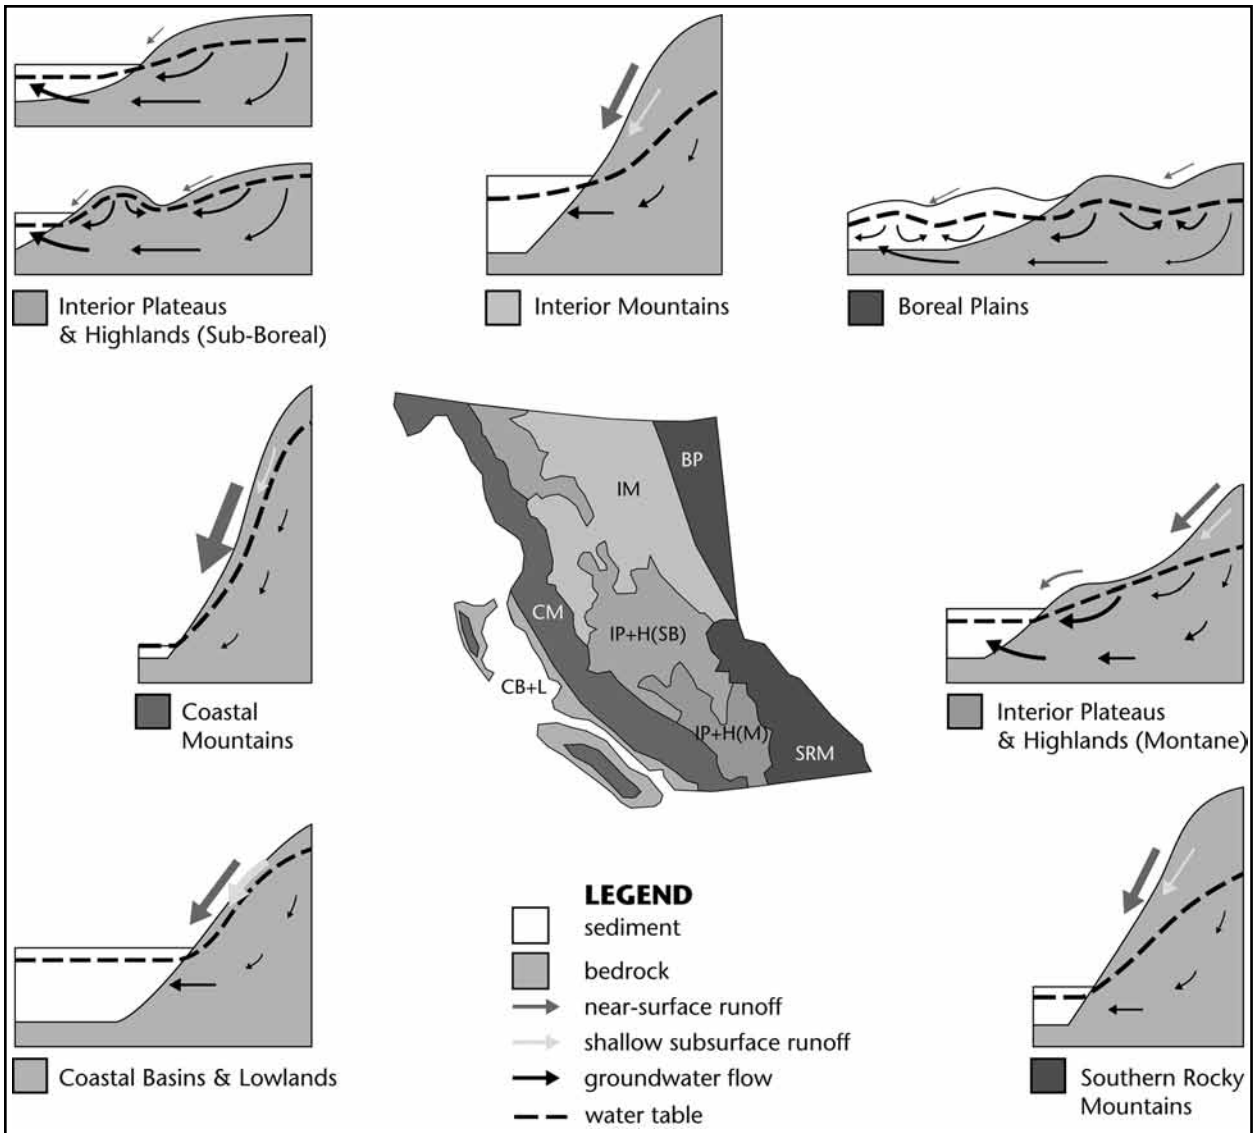 Interior Plateaus
& Highlands (Sub-Boreal)
Interior Mountains
Boreal Plains
BP
IM
CM
IP+H(SB)
CB+L
IP+H(M)
SRM
Coastal
Mountains
Interior Plateaus
& Highlands (Montane)
Coastal Basins & Lowlands
LEGEND
sediment
bedrock
near-surface runoff
shallow subsurface runoff
groundwater flow
water table
Southern Rocky
Mountains